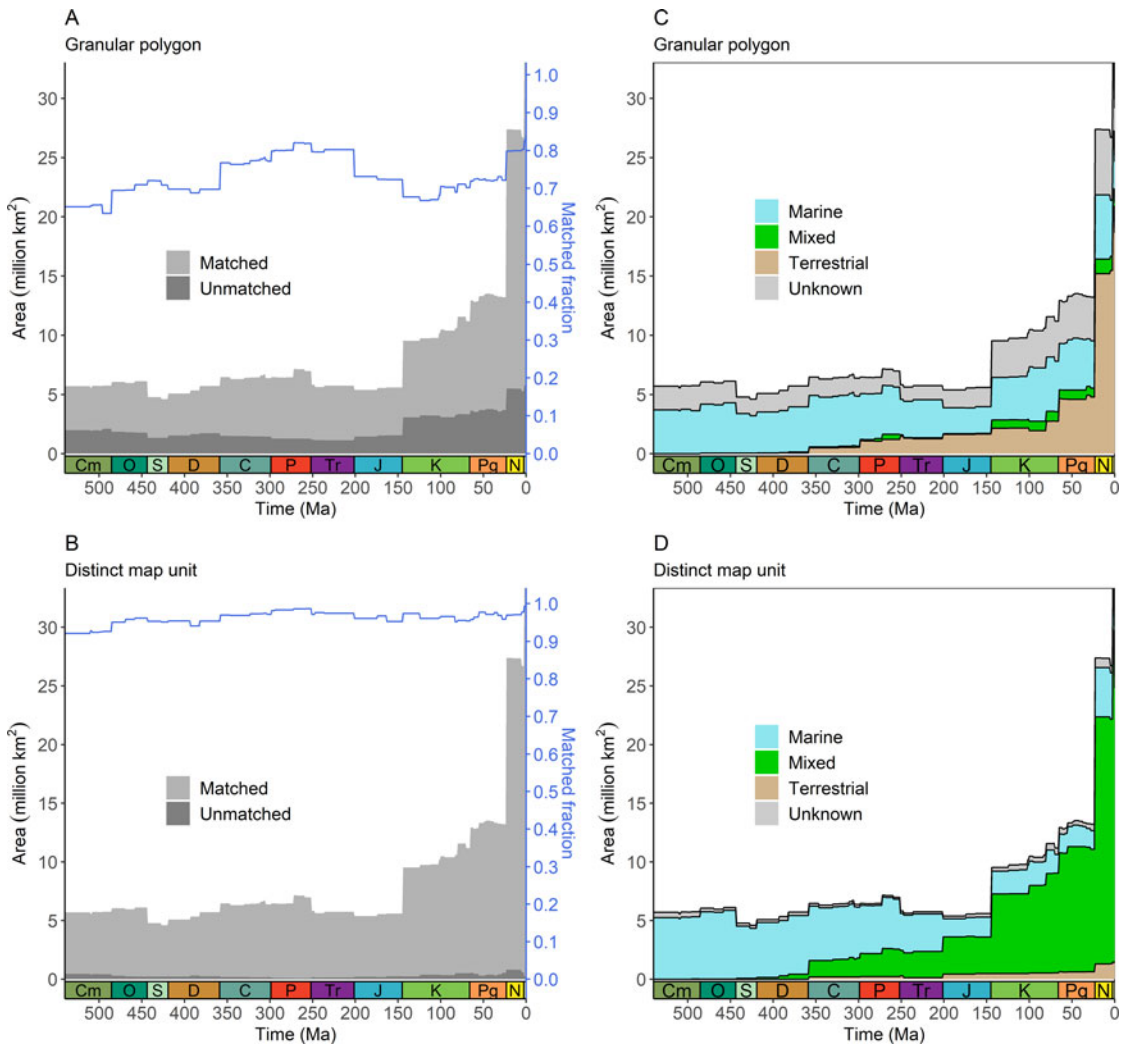 A
Granular polygon
30
25
20
15
10
5
0
Area (million km²)
1.0
0.9
0.8
0.7
0.6
0.5
0.4
0.3
0.2
0.1
0.0
Matched fraction
Matched
Unmatched
Cm O S D C P Tr J K Pg N
500 450 400 350 300 250 200 150 100 50 0
Time (Ma)
C
Granular polygon
30
25
20
15
10
5
0
Area (million km²)
Marine
Mixed
Terrestrial
Unknown
Cm O S D C P Tr J K Pg N
500 450 400 350 300 250 200 150 100 50 0
Time (Ma)
B
Distinct map unit
30
25
20
15
10
5
0
Area (million km²)
1.0
0.9
0.8
0.7
0.6
0.5
0.4
0.3
0.2
0.1
0.0
Matched fraction
Matched
Unmatched
Cm O S D C P Tr J K Pg N
500 450 400 350 300 250 200 150 100 50 0
Time (Ma)
D
Distinct map unit
30
25
20
15
10
5
0
Area (million km²)
Marine
Mixed
Terrestrial
Unknown
Cm O S D C P Tr J K Pg N
500 450 400 350 300 250 200 150 100 50 0
Time (Ma)